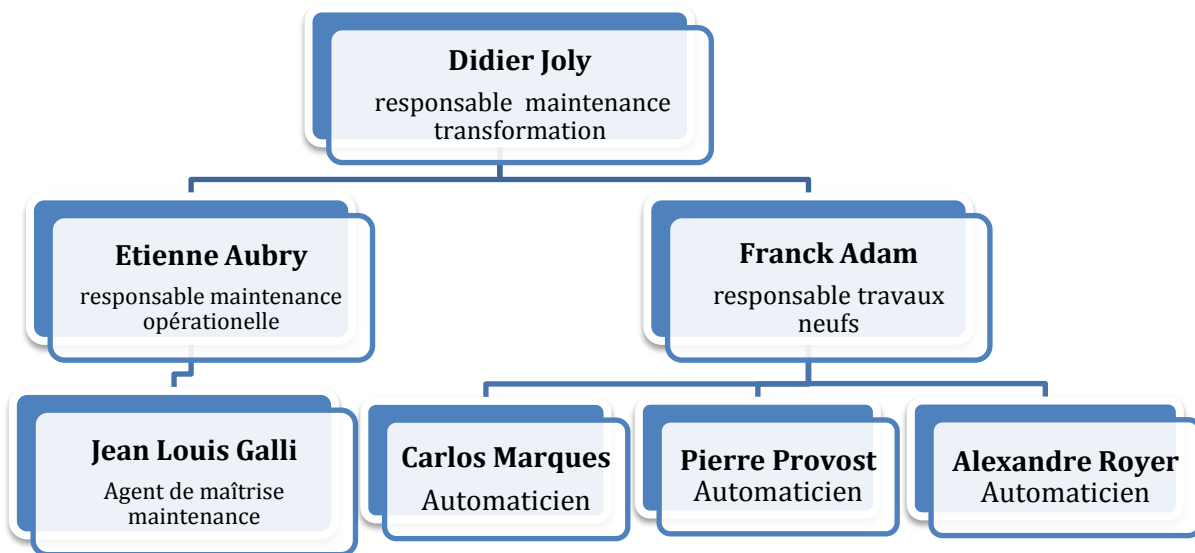 Didier Joly
responsable maintenance
transformation
Etienne Aubry
responsable maintenance
opérationelle
Franck Adam
responsable travaux
neufs
Jean Louis Galli
Agent de maîtrise
maintenance
Carlos Marques
Automaticien
Pierre Provost
Automaticien
Alexandre Royer
Automaticien